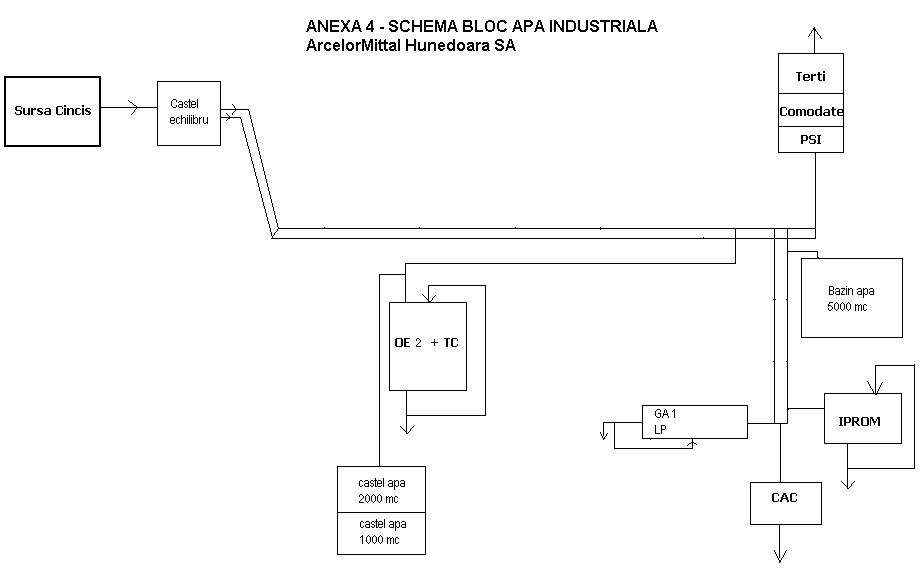 ANEXA 4 - SCHEMA BLOC APA INDUSTRIALA
ArcelorMittal Hunedoara SA
Sursa Cincis
Castel
echilibru
Terti
Comodate
PSI
Bazin apa
5000 mc
OE 2 + TC
GA 1
LP
IPROM
castel apa
2000 mc
castel apa
1000 mc
CAC